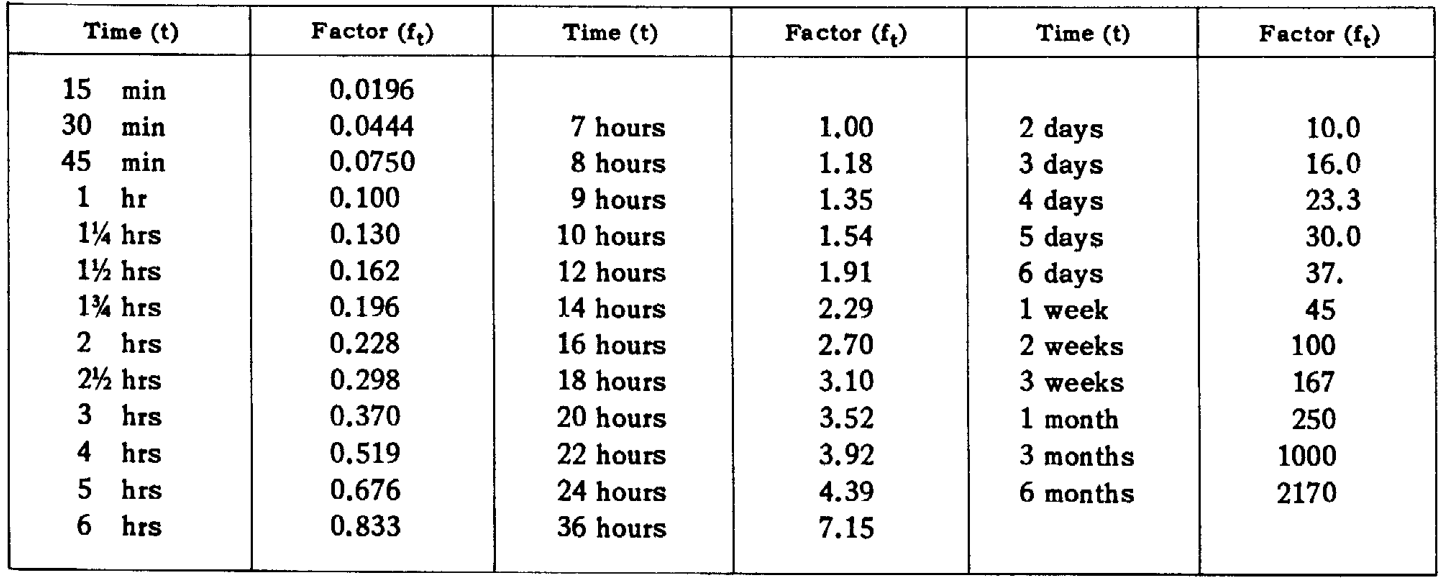 Time (t) Factor (fₜ) Time (t) Factor (fₜ) Time (t) Factor (fₜ)
15 min 0.0196
30 min 0.0444 7 hours 1.00 2 days 10.0
45 min 0.0750 8 hours 1.18 3 days 16.0
1 hr 0.100 9 hours 1.35 4 days 23.3
1¼ hrs 0.130 10 hours 1.54 5 days 30.0
1½ hrs 0.162 12 hours 1.91 6 days 37.
1¾ hrs 0.196 14 hours 2.29 1 week 45
2 hrs 0.228 16 hours 2.70 2 weeks 100
2½ hrs 0.298 18 hours 3.10 3 weeks 167
3 hrs 0.370 20 hours 3.52 1 month 250
4 hrs 0.519 22 hours 3.92 3 months 1000
5 hrs 0.676 24 hours 4.39 6 months 2170
6 hrs 0.833 36 hours 7.15